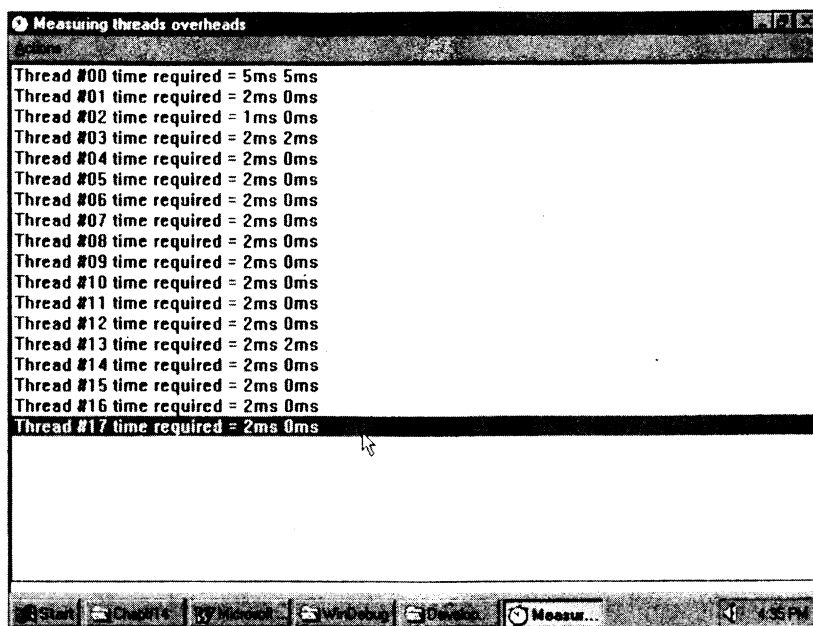 Measuring threads overheads
Actions
Thread #00 time required = 5ms 5ms
Thread #01 time required = 2ms 0ms
Thread #02 time required = 1ms 0ms
Thread #03 time required = 2ms 2ms
Thread #04 time required = 2ms 0ms
Thread #05 time required = 2ms 0ms
Thread #06 time required = 2ms 0ms
Thread #07 time required = 2ms 0ms
Thread #08 time required = 2ms 0ms
Thread #09 time required = 2ms 0ms
Thread #10 time required = 2ms 0ms
Thread #11 time required = 2ms 0ms
Thread #12 time required = 2ms 0ms
Thread #13 time required = 2ms 2ms
Thread #14 time required = 2ms 0ms
Thread #15 time required = 2ms 0ms
Thread #16 time required = 2ms 0ms
Thread #17 time required = 2ms 0ms
Start WinDebug Develop... Measur... 4:35 PM